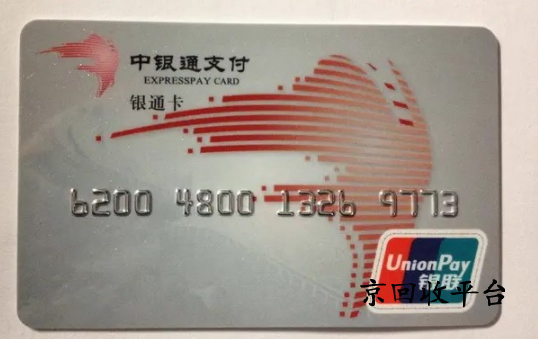 中银通支付
EXPRESSPAY CARD
银通卡
6200 4800 1326 9773
UnionPay
银联
京回收平台